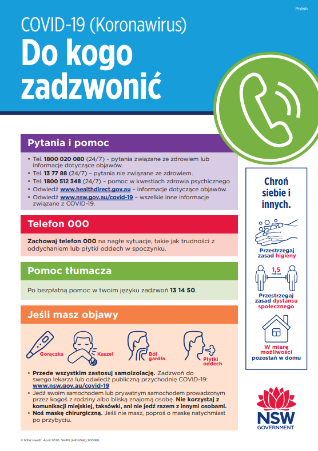 Polish
COVID-19 (Koronawirus)
Do kogo
zadzwonić
Pytania i pomoc
• Tel. 1800 020 080 (24/7) – pytania związane ze zdrowiem lub
informacje dotyczące objawów.
• Tel. 13 77 88 (24/7) – pytania nie związane ze zdrowiem.
• Tel. 1800 512 348 (24/7) – pomoc w kwestiach zdrowia psychicznego
• Odwiedź www.healthdirect.gov.au – informacje dotyczące objawów.
• Odwiedź www.nsw.gov.au/covid-19 – wszelkie inne informacje
związane z COVID-19.
Telefon 000
Zachowaj telefon 000 na nagłe sytuacje, takie jak trudności z
oddychaniem lub płytki oddech w spoczynku.
Pomoc tłumacza
Po bezpłatną pomoc w twoim języku zadzwoń 13 14 50.
Jeśli masz objawy
Gorączka
Kaszel
Ból
gardła
Płytki
oddech
• Przede wszystkim zastosuj samoizolację. Zadzwoń do
swego lekarza lub odwiedź publiczną przychodnię COVID-19:
www.nsw.gov.au/covid-19
• Jedź swoim samochodem lub prywatnym samochodem prowadzonym
przez kogoś z rodziny albo bliską znajomą osobę. Nie korzystaj z
komunikacji miejskiej, taksówki, ani nie jedź razem z innymi osobami.
• Noś maskę chirurgiczną. Jeśli nie masz, poproś o maskę natychmiast
po przybyciu.
Chroń
siebie i
innych.
Przestrzegaj
zasad higieny
1,5
Przestrzegaj
zasad dystansu
społecznego
W miarę
możliwości
pozostań w domu
NSW
GOVERNMENT